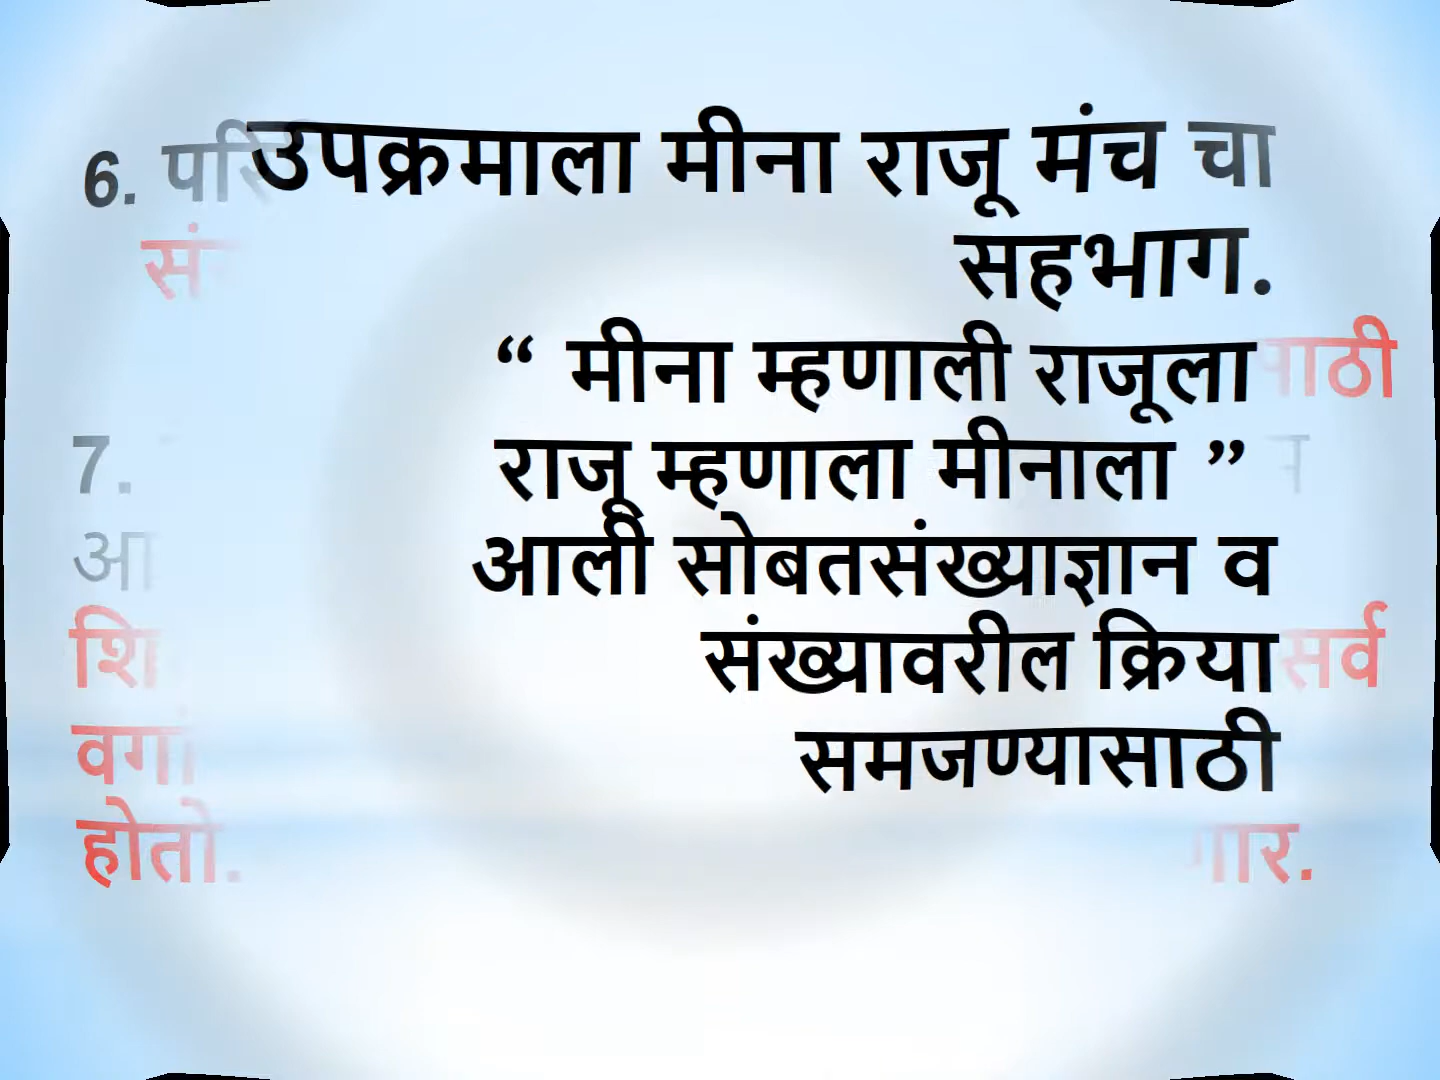 6.
उपक्रमाला मीना राजू मंच चा
सहभाग.
“ मीना म्हणाली राजूला
7.
राजू म्हणाला मीनाला ”
आली सोबतसंख्याज्ञान व
संख्यावरील क्रिया
सर्व
समजण्यासाठी
होतो.